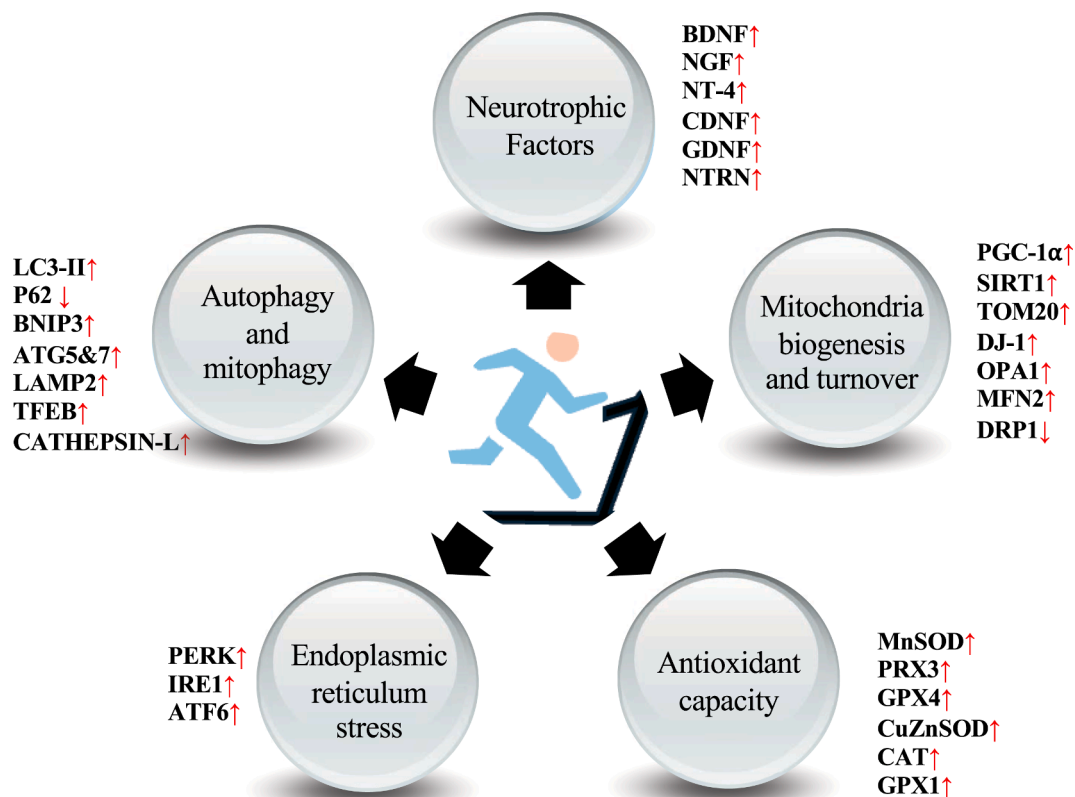 Neurotrophic
Factors
BDNF↑
NGF↑
NT-4↑
CDNF↑
GDNF↑
NTRN↑
LC3-II↑
P62 ↓
BNIP3↑
ATG5&7↑
LAMP2↑
TFEB↑
CATHEPSIN-L↑
Autophagy
and
mitophagy
Mitochondria
biogenesis
and turnover
PGC-1α↑
SIRT1↑
TOM20↑
DJ-1↑
OPA1↑
MFN2↑
DRP1↓
PERK↑
IRE1↑
ATF6↑
Endoplasmic
reticulum
stress
Antioxidant
capacity
MnSOD↑
PRX3↑
GPX4↑
CuZnSOD↑
CAT↑
GPX1↑